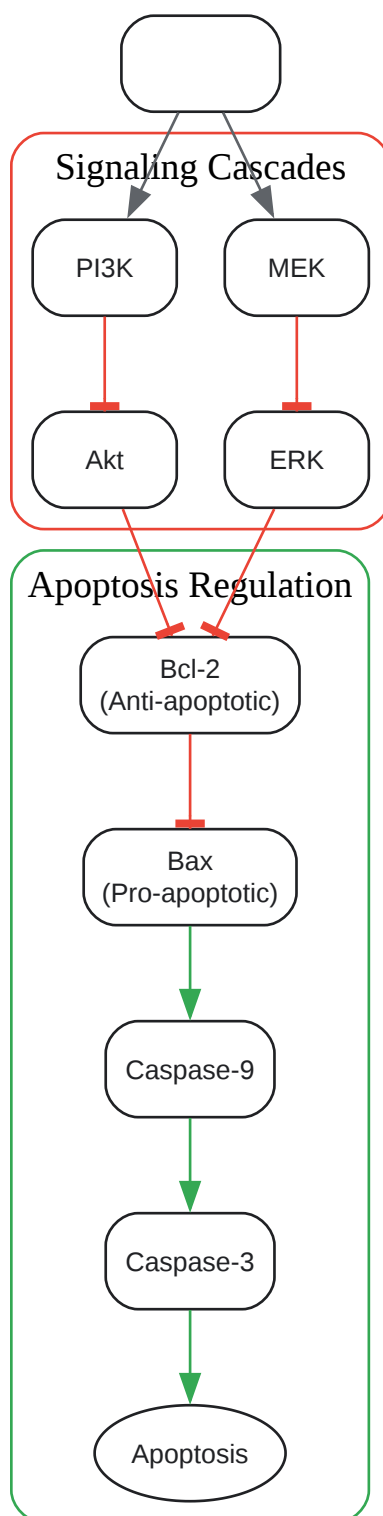 Signaling Cascades
PI3K
MEK
Akt
ERK
Apoptosis Regulation
Bcl-2
(Anti-apoptotic)
Bax
(Pro-apoptotic)
Caspase-9
Caspase-3
Apoptosis